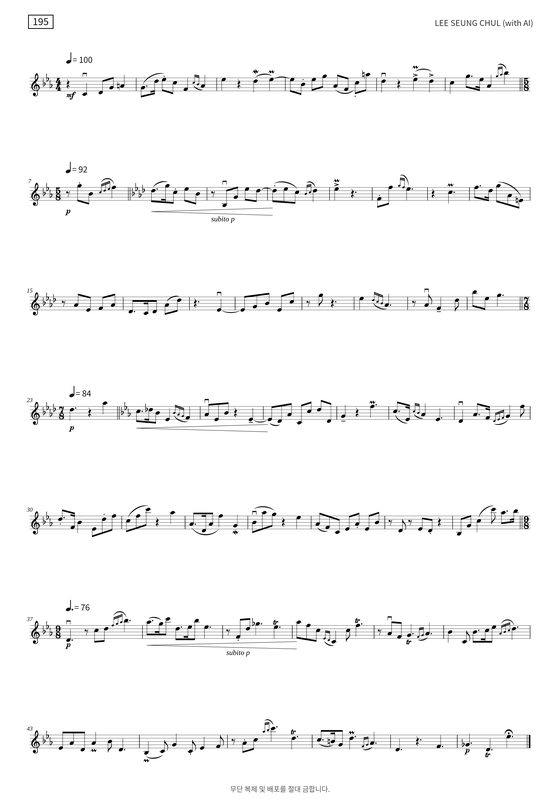 195
LEE SEUNG CHUL (with AI)
= 100
mf
7
= 92
p
subito p
15
23
= 84
p
30
37
= 76
p
subito p
43
p
무단 복제 및 배포를 절대 금합니다.